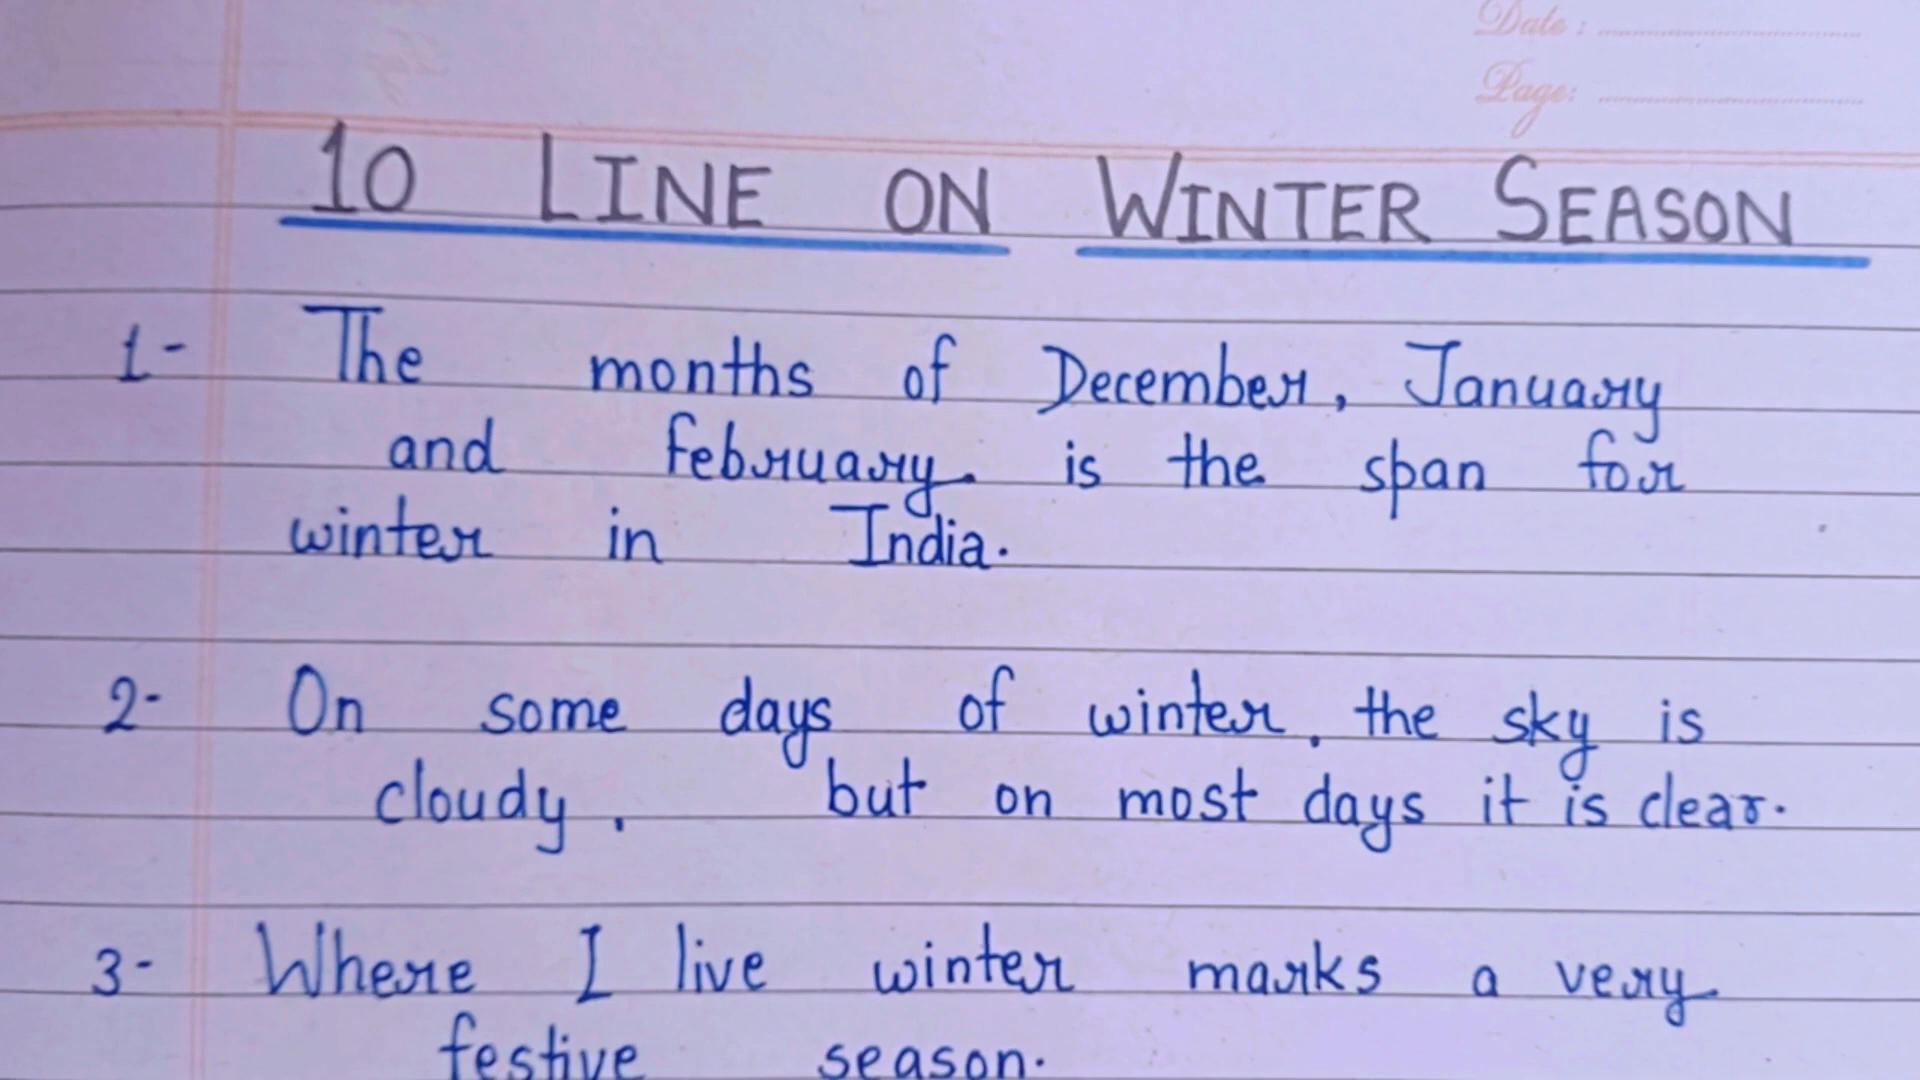 Date :
Page:
10 LINE ON WINTER SEASON
1- The months of December, January
and february. is the span for
winter in India.
2- On some days of winter, the sky is
cloudy, but on most days it is clear.
3- Where I live winter marks a very
festive season.